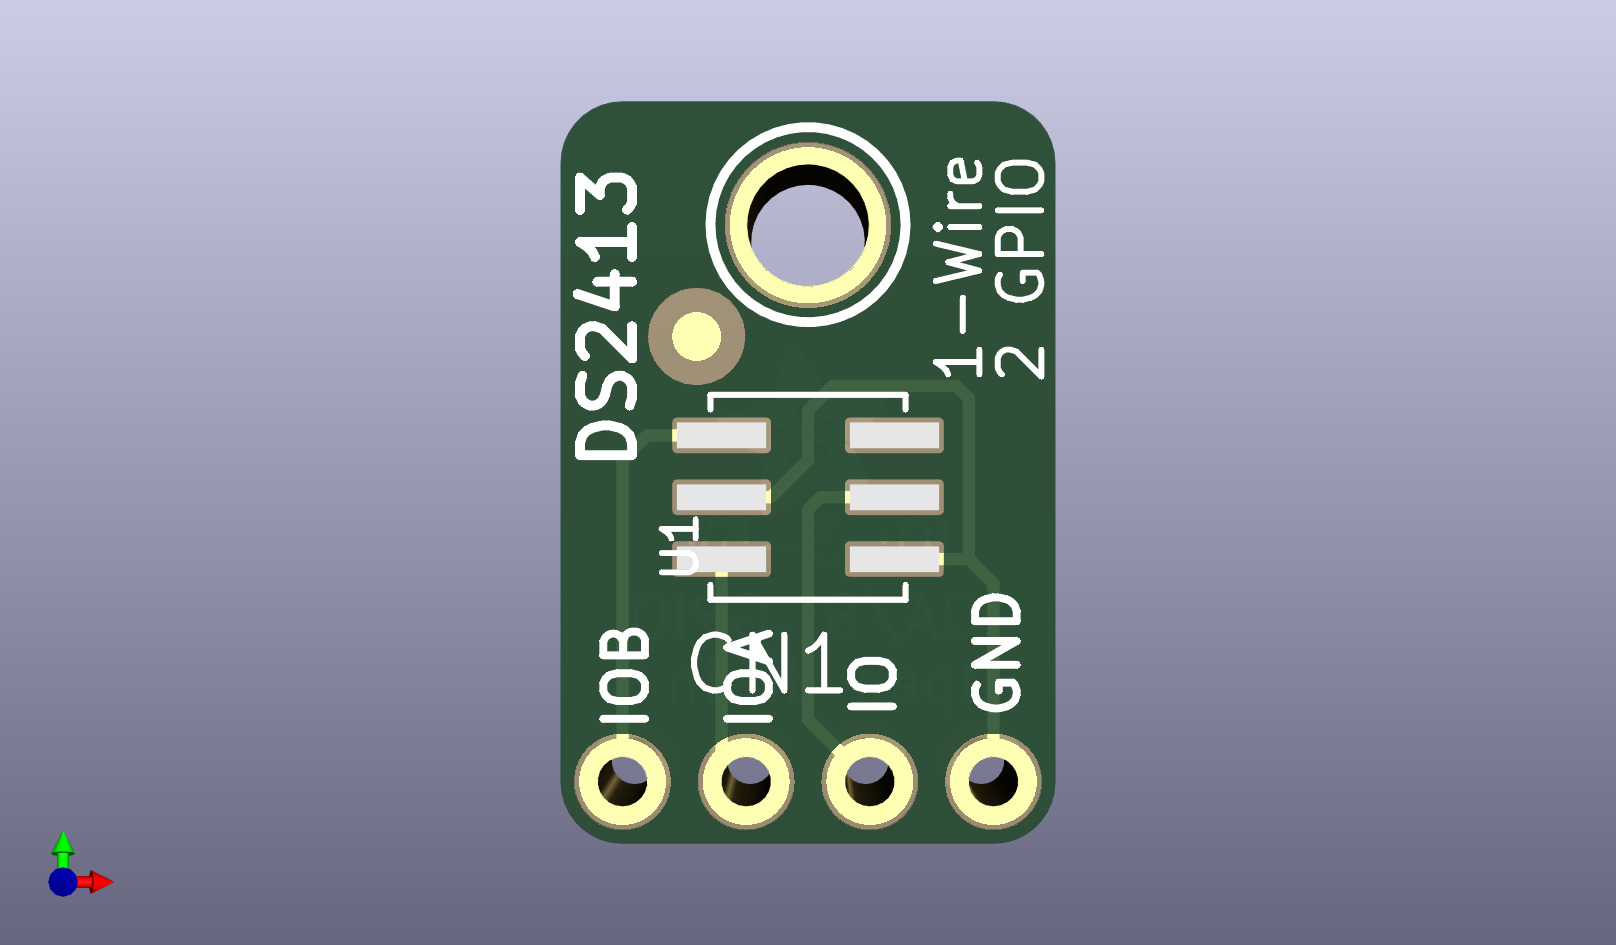 DS2413
1-Wire
2 GPIO
U1
CN1
IOB
IOA
IO
GND